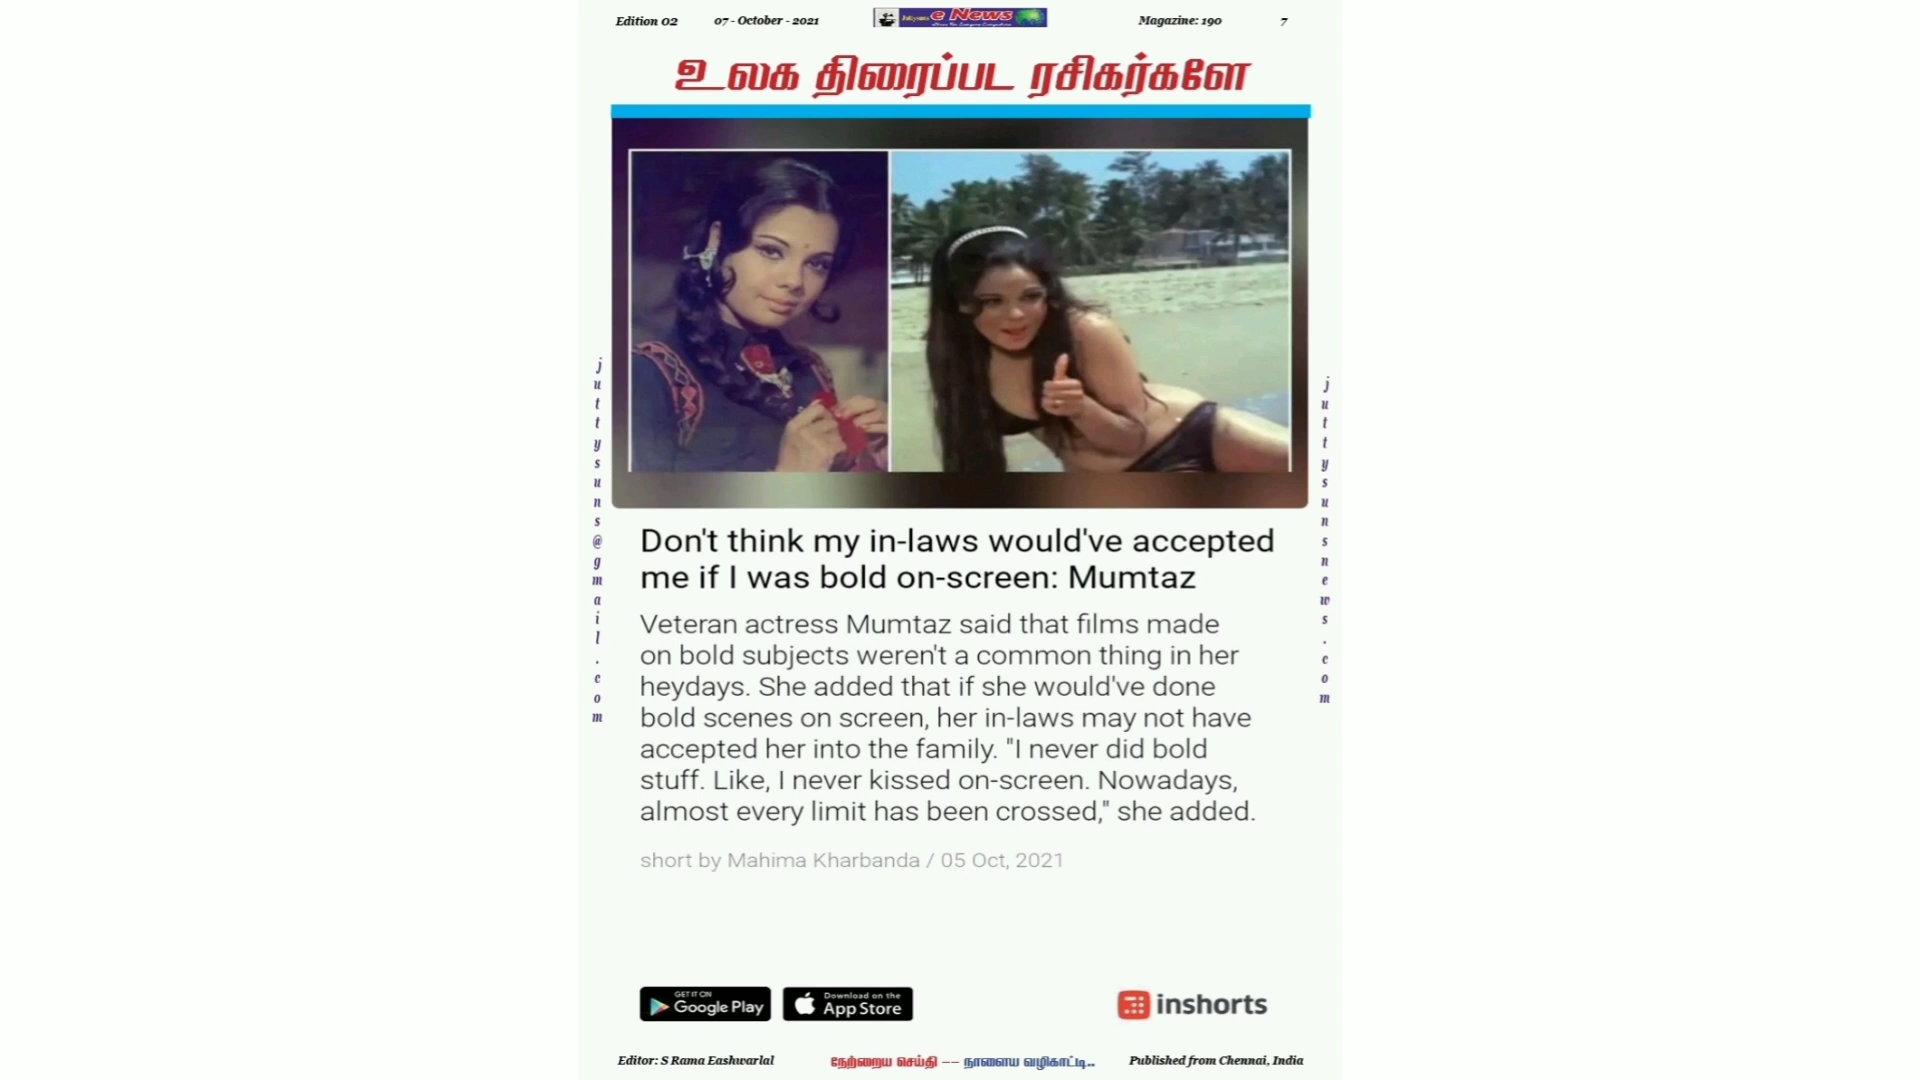 Edition 02 07 - October - 2021 e News Magazine: 190 7
உலக திரைப்பட ரசிகர்களே
juttysuns@gmail.com
juttysunsnews.com
Don't think my in-laws would've accepted
me if I was bold on-screen: Mumtaz
Veteran actress Mumtaz said that films made
on bold subjects weren't a common thing in her
heydays. She added that if she would've done
bold scenes on screen, her in-laws may not have
accepted her into the family. "I never did bold
stuff. Like, I never kissed on-screen. Nowadays,
almost every limit has been crossed," she added.
short by Mahima Kharbanda / 05 Oct, 2021
GET IT ON
Google Play
Download on the
App Store
inshorts
Editor: S Rama Eashwarlal நேற்றைய செய்தி -- நாளைய வழிகாட்டி.. Published from Chennai, India